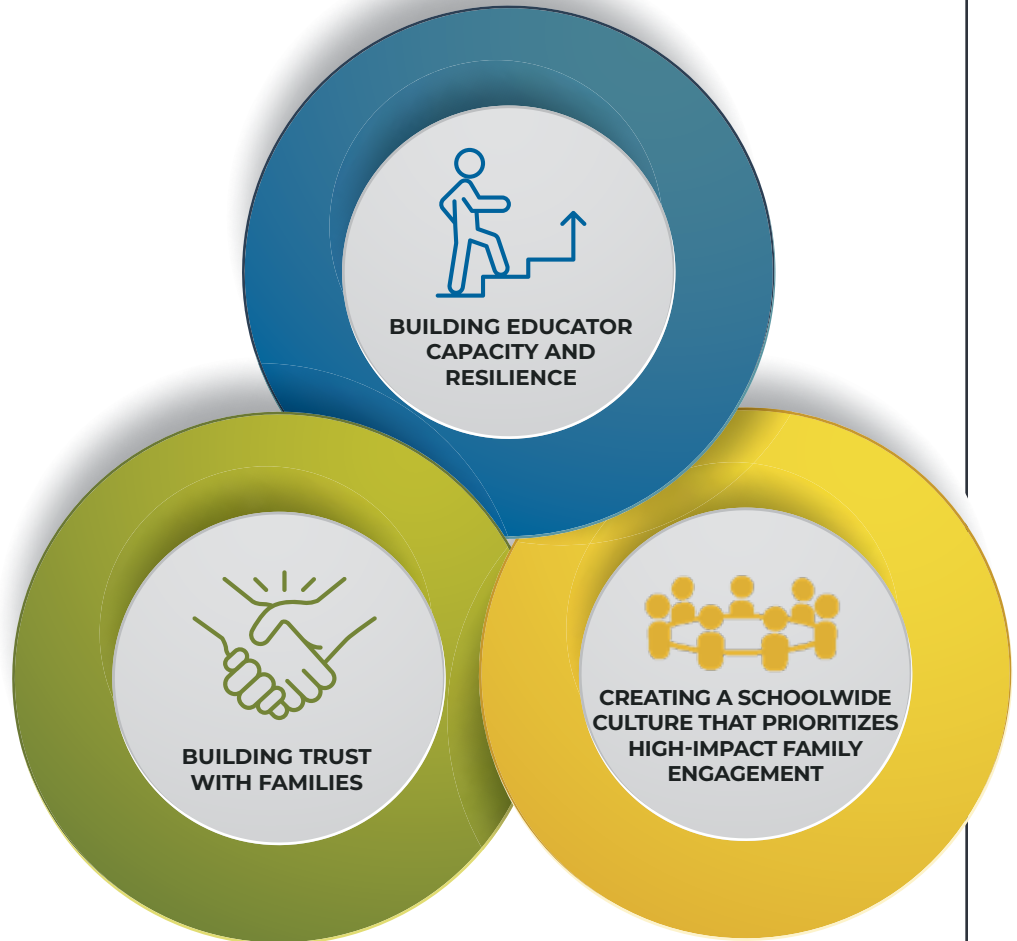 BUILDING EDUCATOR
CAPACITY AND
RESILIENCE
BUILDING TRUST
WITH FAMILIES
CREATING A SCHOOLWIDE
CULTURE THAT PRIORITIZES
HIGH-IMPACT FAMILY
ENGAGEMENT